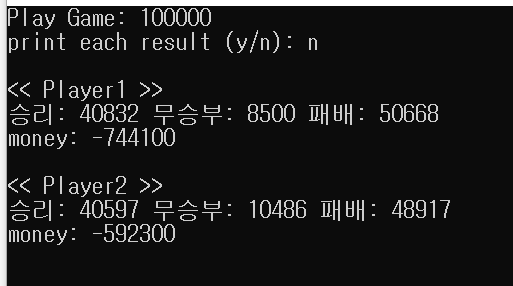 Play Game: 100000
print each result (y/n): n
<< Player1 >>
승리: 40832 무승부: 8500 패배: 50668
money: -744100
<< Player2 >>
승리: 40597 무승부: 10486 패배: 48917
money: -592300